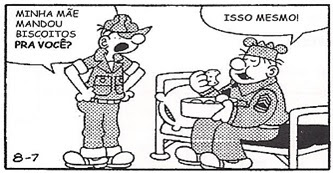 MINHA MÃE
MANDOU
BISCOITOS
PRA VOCÊ?
ISSO MESMO!
8-7